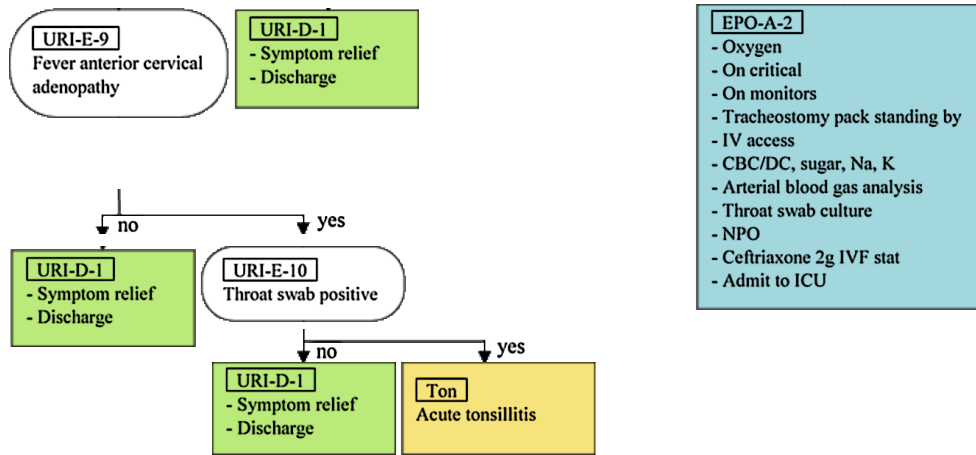 URI-E-9
Fever anterior cervical
adenopathy
URI-D-1
- Symptom relief
- Discharge
EPO-A-2
- Oxygen
- On critical
- On monitors
- Tracheostomy pack standing by
- IV access
- CBC/DC, sugar, Na, K
- Arterial blood gas analysis
- Throat swab culture
- NPO
- Ceftriaxone 2g IVF stat
- Admit to ICU
no
yes
URI-D-1
- Symptom relief
- Discharge
URI-E-10
Throat swab positive
no
yes
URI-D-1
- Symptom relief
- Discharge
Ton
Acute tonsillitis